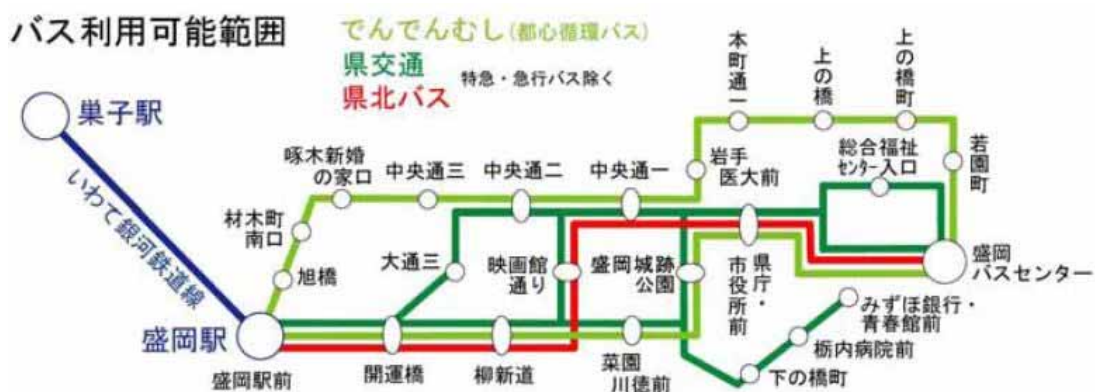 バス利用可能範囲
でんでんむし(都心循環バス)
県交通
特急・急行バス除く
県北バス
巣子駅
いわて銀河鉄道線
盛岡駅
盛岡駅前
旭橋
材木町
南口
啄木新婚
の家口
中央通三
中央通二
中央通一
岩手
医大前
本町通一
上の橋
上の橋町
若園町
総合福祉
センター入口
盛岡
バスセンター
大通三
映画館
通り
盛岡城跡
公園
県庁・
市役所前
開運橋
柳新道
菜園
川徳前
下の橋町
栃内病院前
みずほ銀行・
青春館前